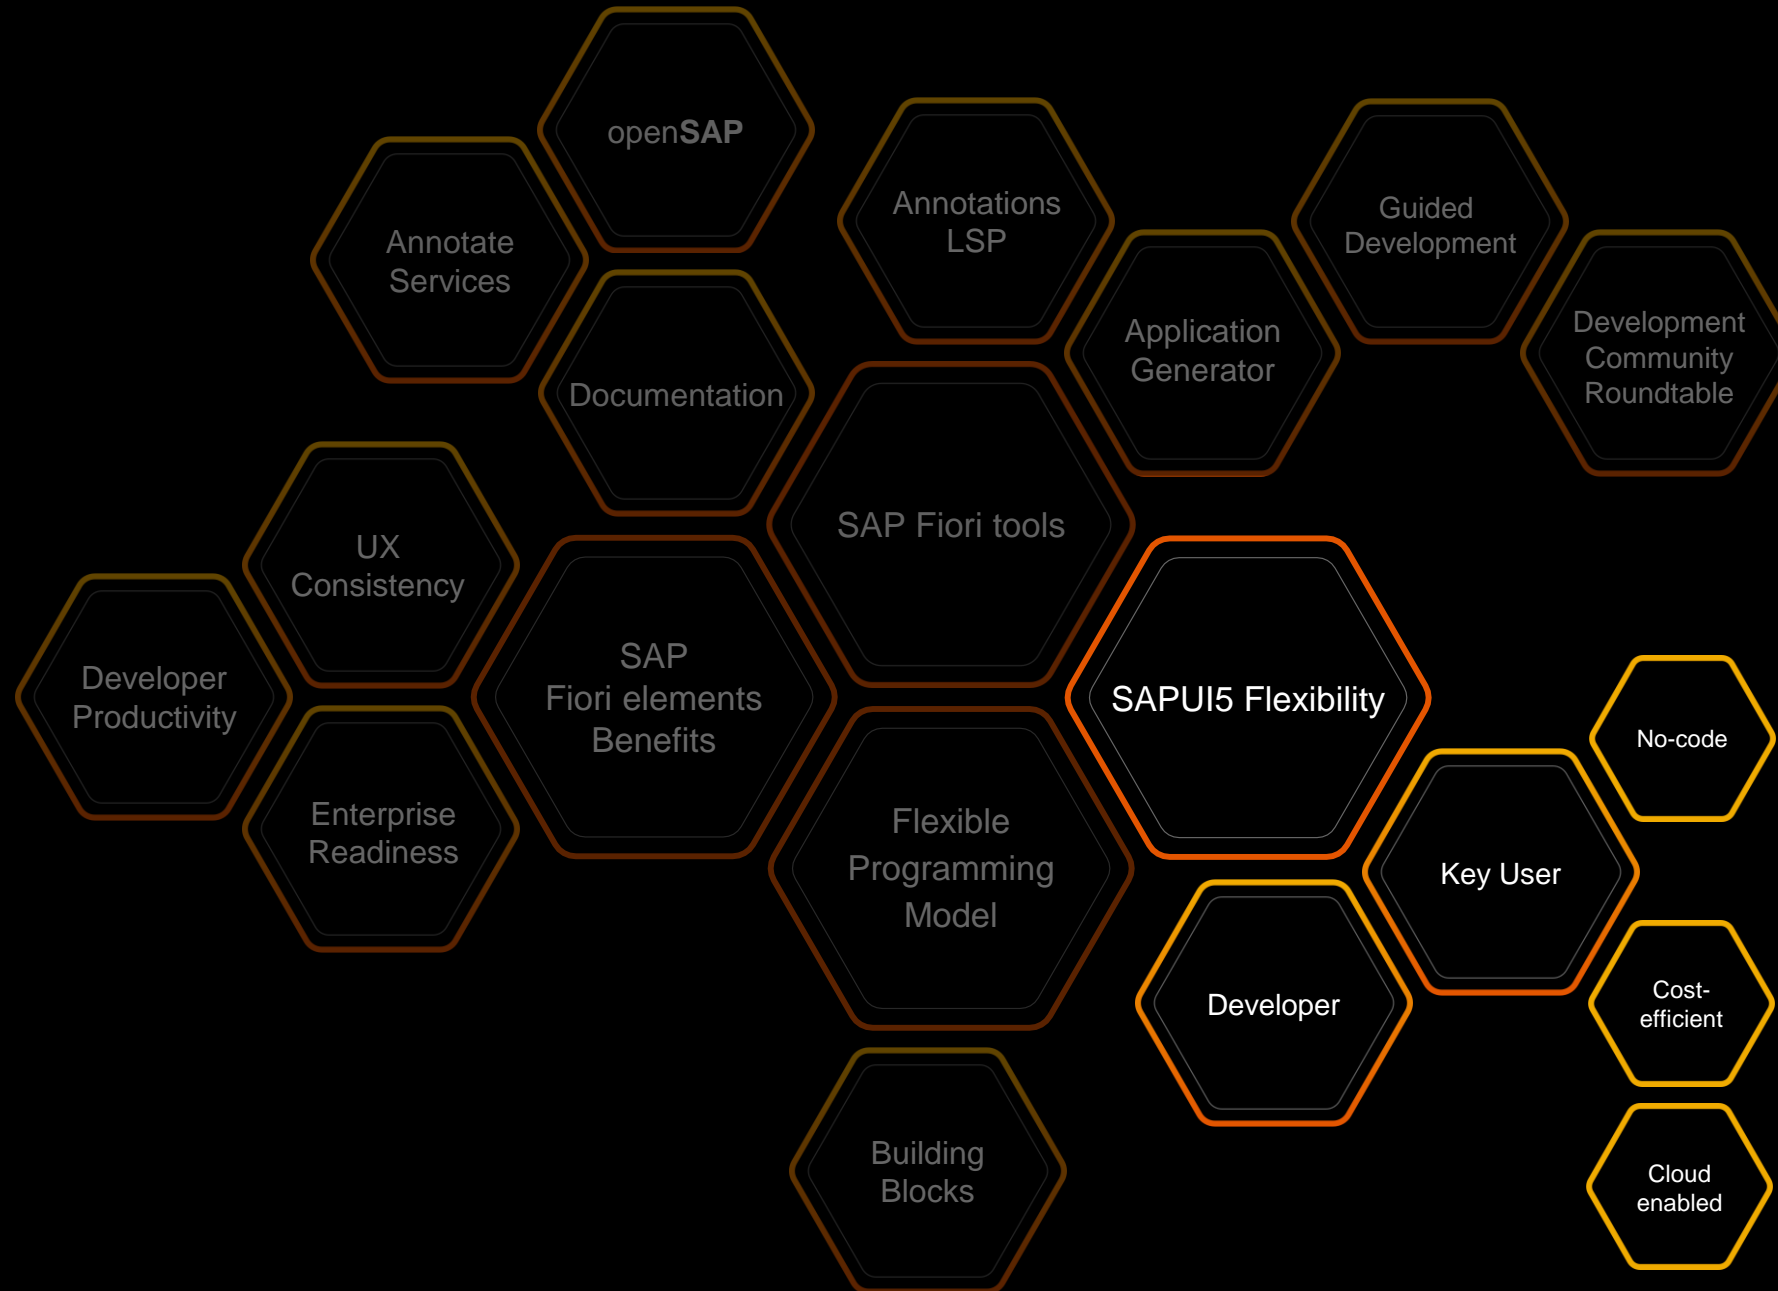 openSAP
Annotate
Services
Annotations
LSP
Guided
Development
Application
Generator
Development
Community
Roundtable
Documentation
SAP Fiori tools
UX
Consistency
Developer
Productivity
SAP
Fiori elements
Benefits
SAPUI5 Flexibility
No-code
Enterprise
Readiness
Flexible
Programming
Model
Key User
Developer
Cost-
efficient
Building
Blocks
Cloud
enabled